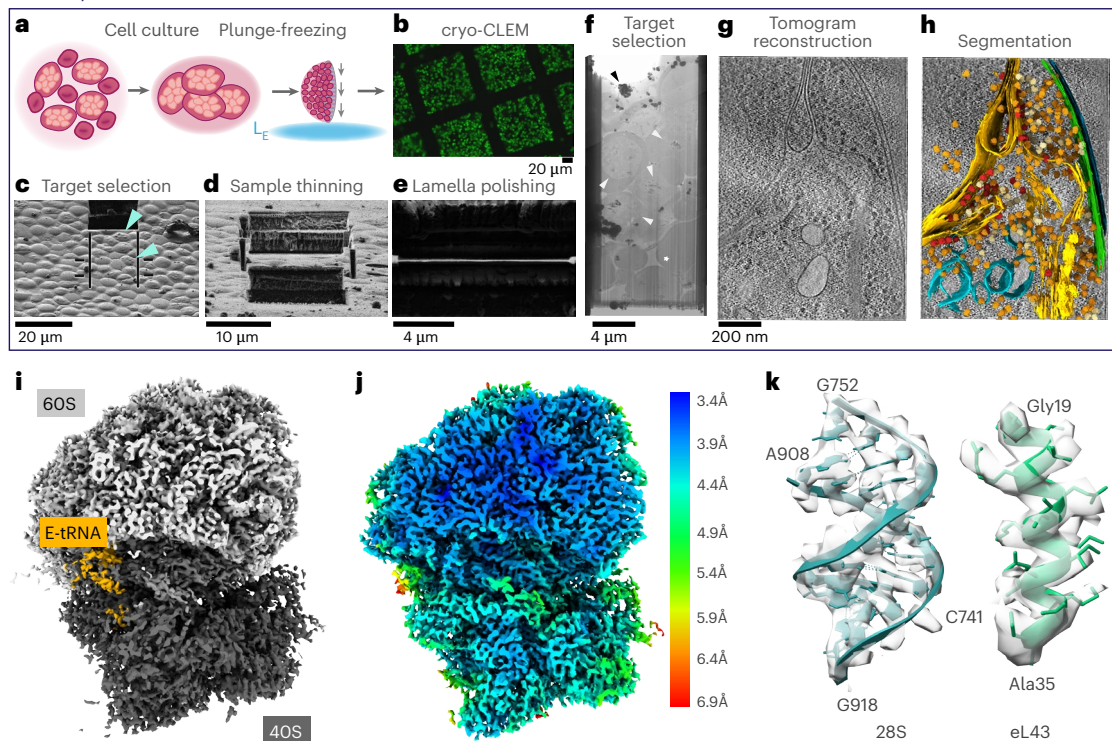 a
Cell culture
Plunge-freezing
L_E
b
cryo-CLEM
20 µm
c
Target selection
20 µm
d
Sample thinning
10 µm
e
Lamella polishing
4 µm
f
Target
selection
4 µm
g
Tomogram
reconstruction
200 nm
h
Segmentation
i
60S
E-tRNA
40S
j
3.4Å
3.9Å
4.4Å
4.9Å
5.4Å
5.9Å
6.4Å
6.9Å
k
G752
A908
C741
G918
28S
Gly19
Ala35
eL43